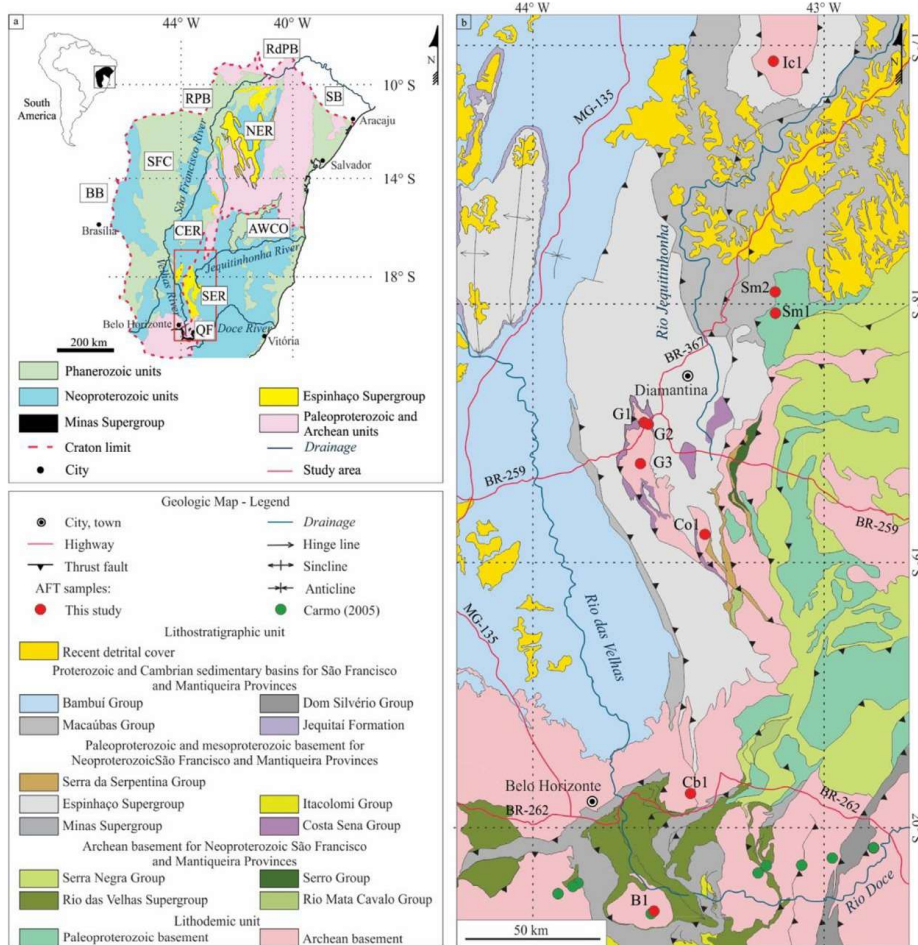 a
44° W
40° W
RdPB
10° S
South
America
RPB
SB
NER
Aracaju
SFC
São Francisco River
Salvador
14° S
BB
Brasília
AWCO
CER
Jequitinhonha River
Velhas River
18° S
SER
Belo Horizonte
QF
Doce River
Vitória
200 km
Phanerozoic units
Neoproterozoic units
Espinhaço Supergroup
Minas Supergroup
Paleoproterozoic and
Archean units
Craton limit
Drainage
City
Study area
Geologic Map - Legend
City, town
Drainage
Highway
Hinge line
Thrust fault
Sincline
AFT samples:
Anticline
This study
Carmo (2005)
Lithostratigraphic unit
Recent detrital cover
Proterozoic and Cambrian sedimentary basins for São Francisco
and Mantiqueira Provinces
Bambuí Group
Dom Silvério Group
Macaúbas Group
Jequitaí Formation
Paleoproterozoic and mesoproterozoic basement for
NeoproterozoicSão Francisco and Mantiqueira Provinces
Serra da Serpentina Group
Espinhaço Supergroup
Itacolomi Group
Minas Supergroup
Costa Sena Group
Archean basement for Neoproterozoic São Francisco
and Mantiqueira Provinces
Serra Negra Group
Serro Group
Rio das Velhas Supergroup
Rio Mata Cavalo Group
Lithodemic unit
Paleoproterozoic basement
Archean basement
b
44° W
43° W
17°S
N
Ic1
MG-135
Rio Jequitinhonha
Sm2
18°S
Sm1
BR-367
Diamantina
G1
G2
G3
BR-259
BR-259
Co1
19°S
MG-135
Rio das Velhas
Belo Horizonte
Cb1
BR-262
BR-262
20°S
Rio Doce
B1
50 km